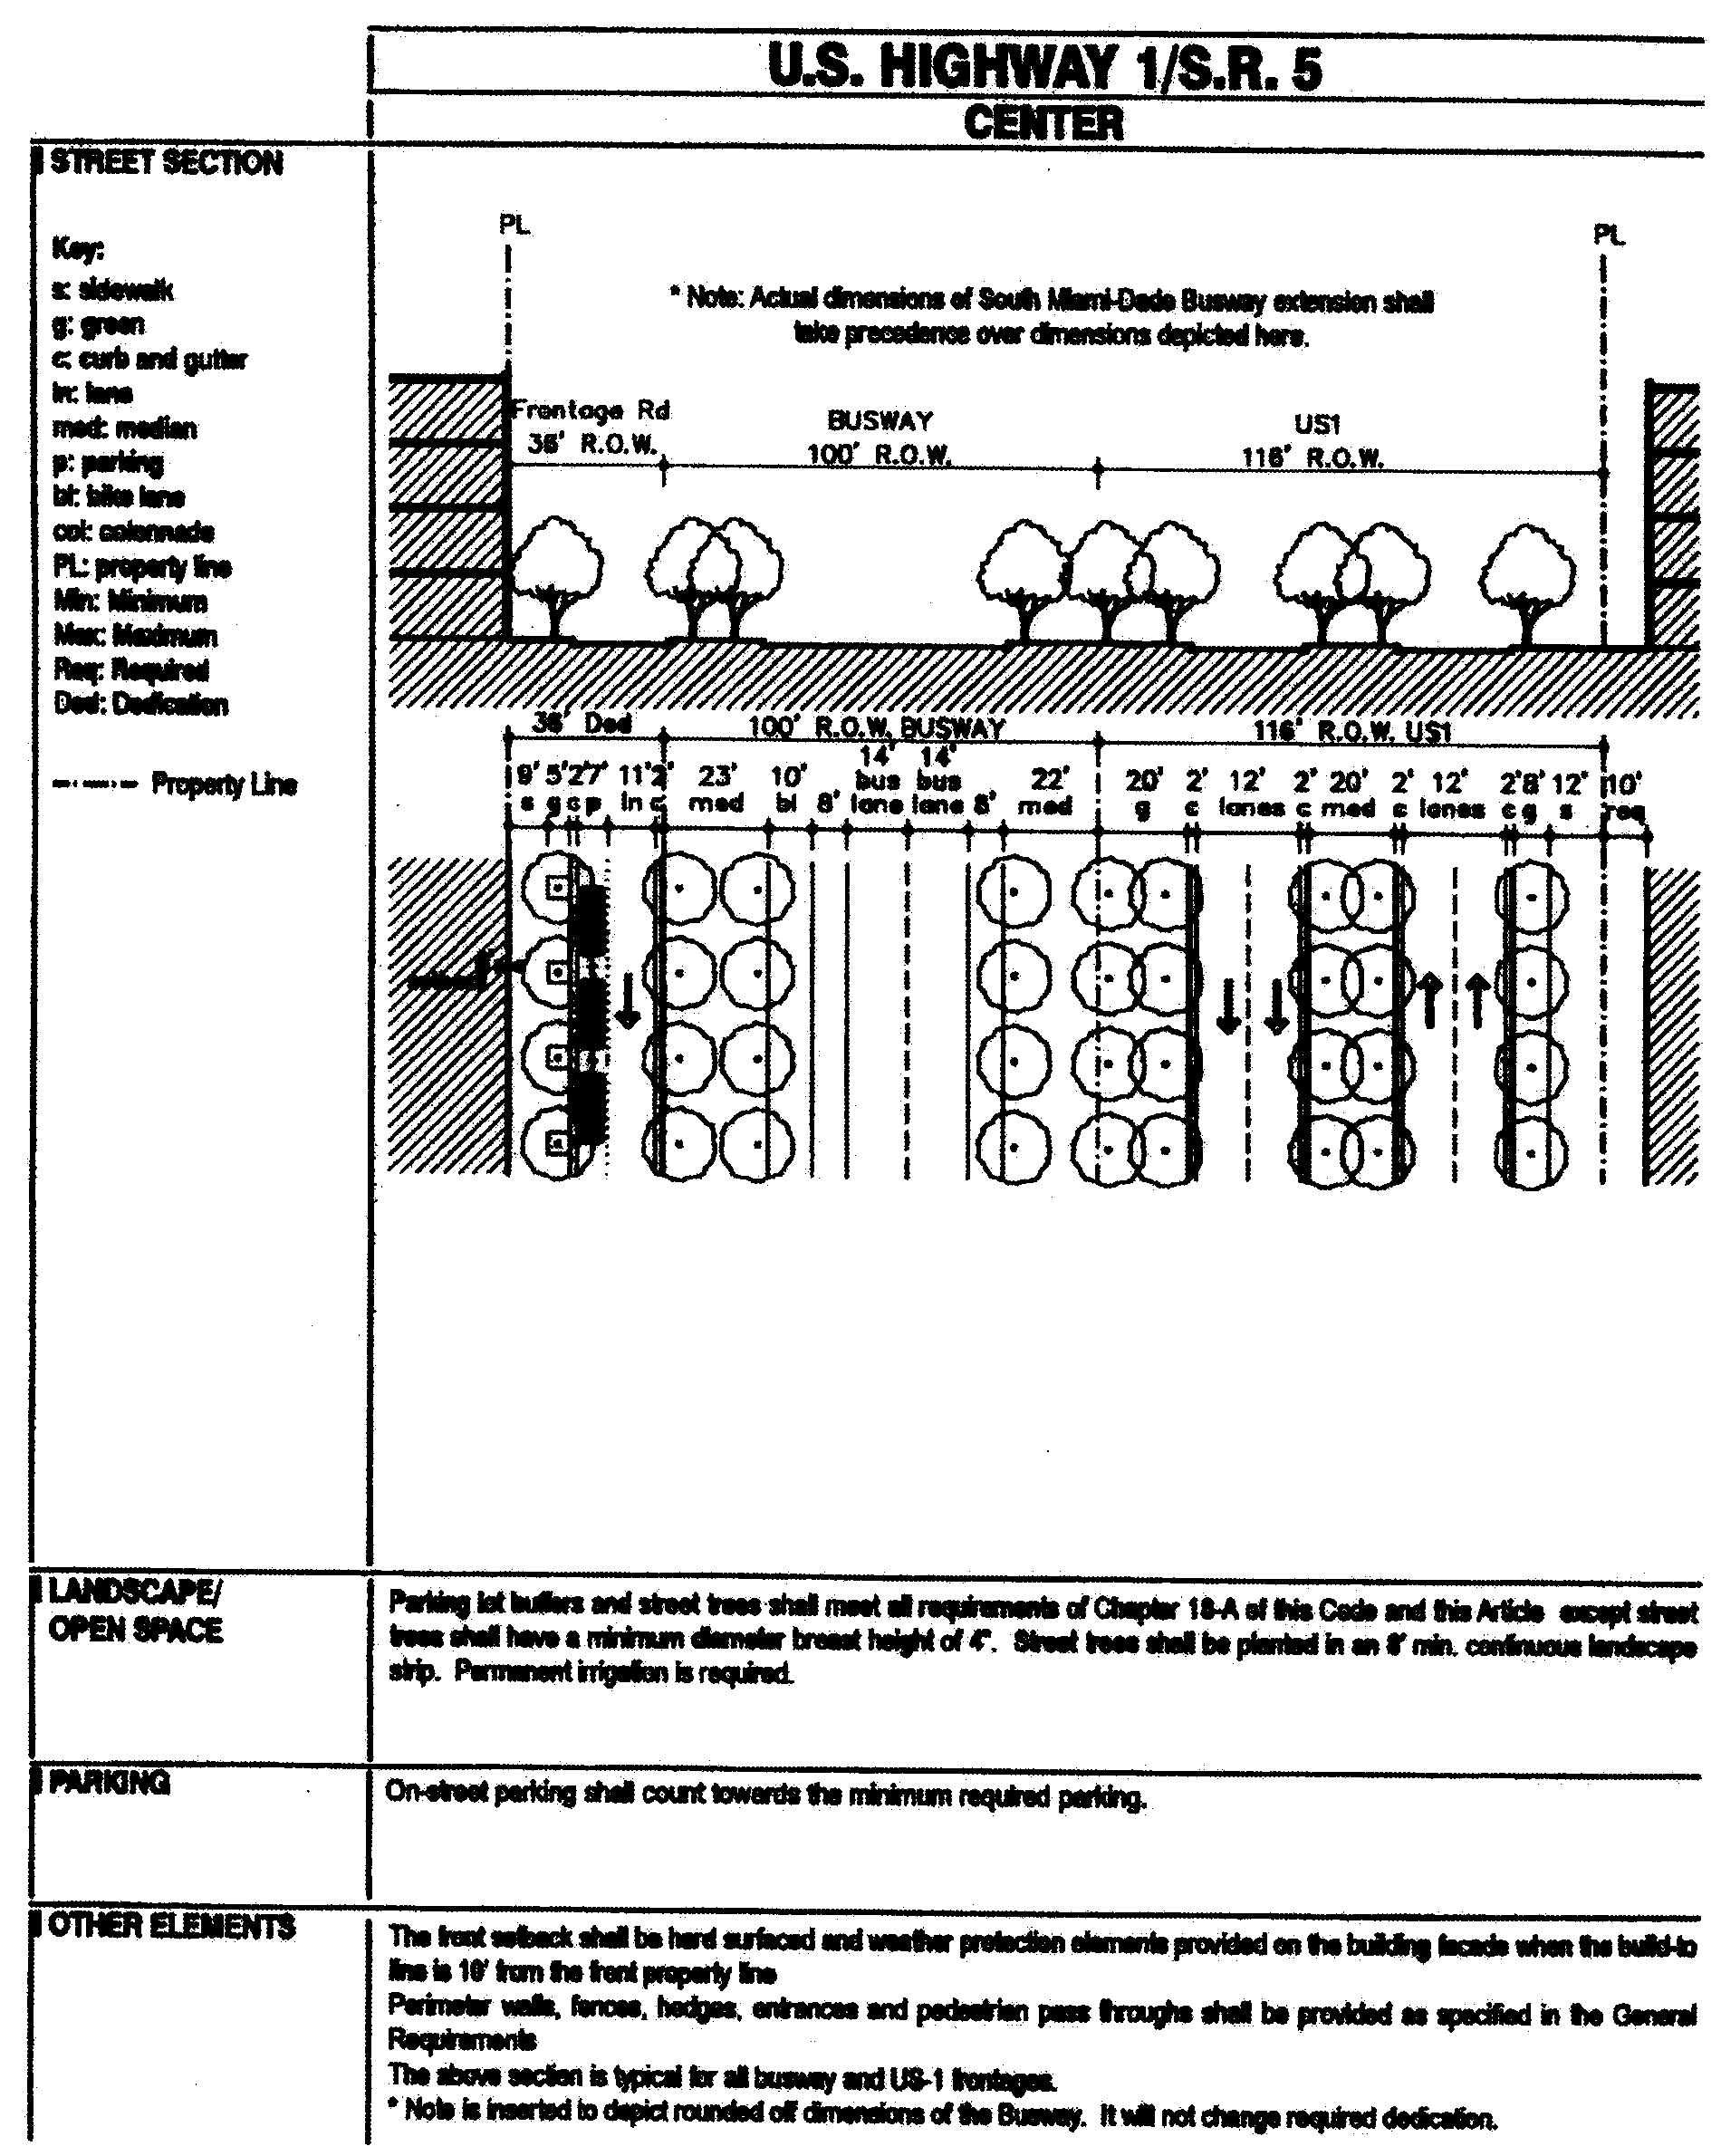 U.S. HIGHWAY 1/S.R. 5
CENTER
STREET SECTION
Key:
s: sidewalk
g: green
c: curb and gutter
ln: lane
med: median
p: parking
bl: bike lane
col: colonnade
PL: property line
Min: Minimum
Max: Maximum
Req: Required
Ded: Dedication
Property Line
PL
PL
* Note: Actual dimensions of South Miami-Dade Busway extension shall
take precedence over dimensions depicted here.
Frontage Rd
36' R.O.W.
BUSWAY
100' R.O.W.
US1
116' R.O.W.
36' Ded
100' R.O.W. BUSWAY
116' R.O.W. US1
9' 5' 2' 7' 11' 2' 23' 10' 8' 14' 14' 8' 22' 20' 2' 12' 2' 20' 2' 12' 2' 8' 12' 10'
s g c p ln c med bl bus lane bus lane med g c lanes c med c lanes c g s req
LANDSCAPE/
OPEN SPACE
Parking lot buffers and street trees shall meet all requirements of Chapter 18-A of this Code and this Article except street
trees shall have a minimum diameter breast height of 4". Street trees shall be planted in an 8' min. continuous landscape
strip. Permanent irrigation is required.
PARKING
On-street parking shall count towards the minimum required parking.
OTHER ELEMENTS
The front setback shall be hard surfaced and weather protection elements provided on the building facade when the build-to
line is 10' from the front property line
Perimeter walls, fences, hedges, entrances and pedestrian pass throughs shall be provided as specified in the General
Requirements
The above section is typical for all busway and US-1 frontages.
* Note is inserted to depict rounded off dimensions of the Busway. It will not change required dedication.